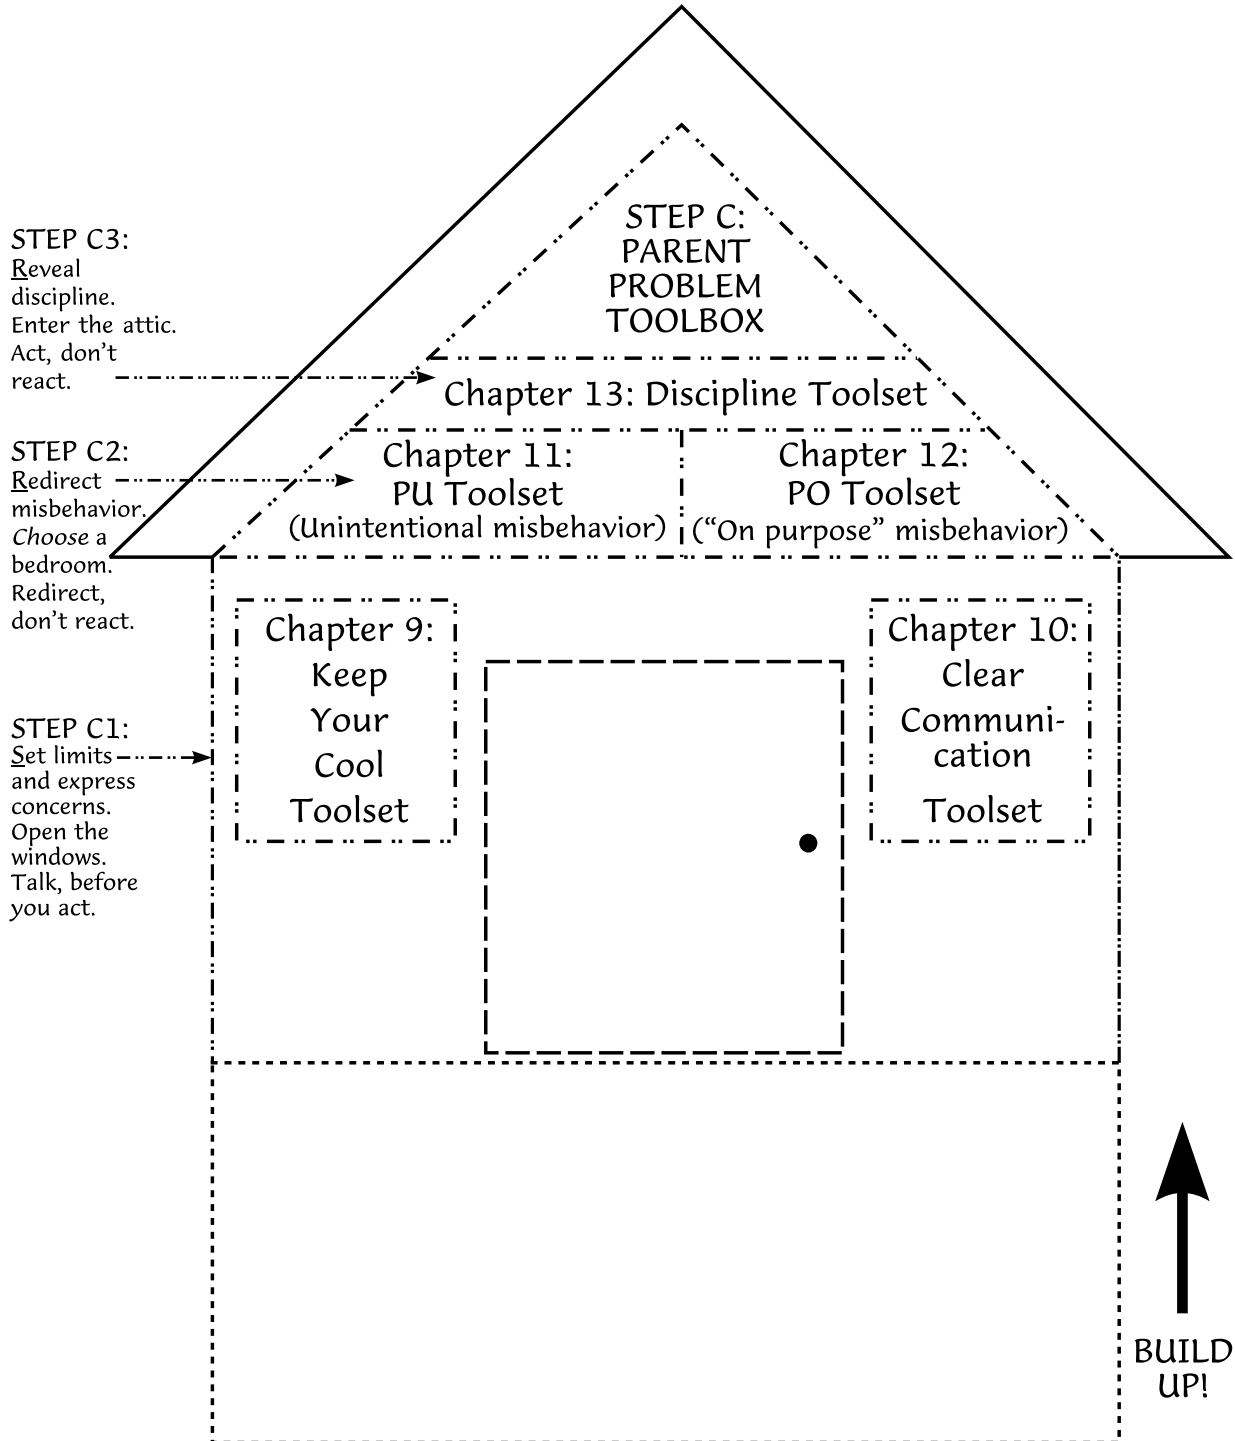 STEP C:
PARENT
PROBLEM
TOOLBOX
STEP C3:
Reveal
discipline.
Enter the attic.
Act, don’t
react.
Chapter 13: Discipline Toolset
STEP C2:
Redirect
misbehavior.
Choose a
bedroom.
Redirect,
don’t react.
Chapter 11:
PU Toolset
(Unintentional misbehavior)
Chapter 12:
PO Toolset
(“On purpose” misbehavior)
STEP C1:
Set limits
and express
concerns.
Open the
windows.
Talk, before
you act.
Chapter 9:
Keep
Your
Cool
Toolset
Chapter 10:
Clear
Communi-
cation
Toolset
BUILD
UP!